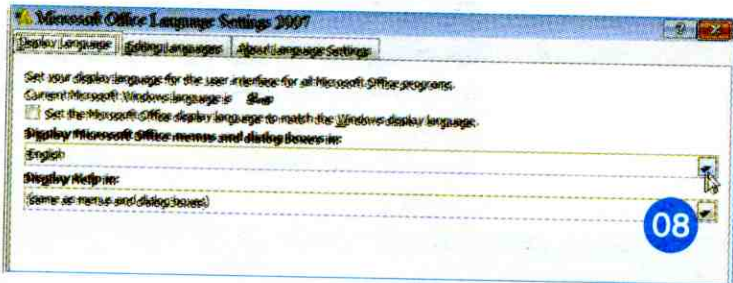 Microsoft Office Language Settings 2007
Display Language Editing Languages About Language Settings
Set your display language for the user interface for all Microsoft Office programs.
Current Microsoft Windows language is
Set the Microsoft Office display language to match the Windows display language.
Display Microsoft Office menus and dialog boxes in:
English
Display Help in:
(same as menus and dialog boxes)
08